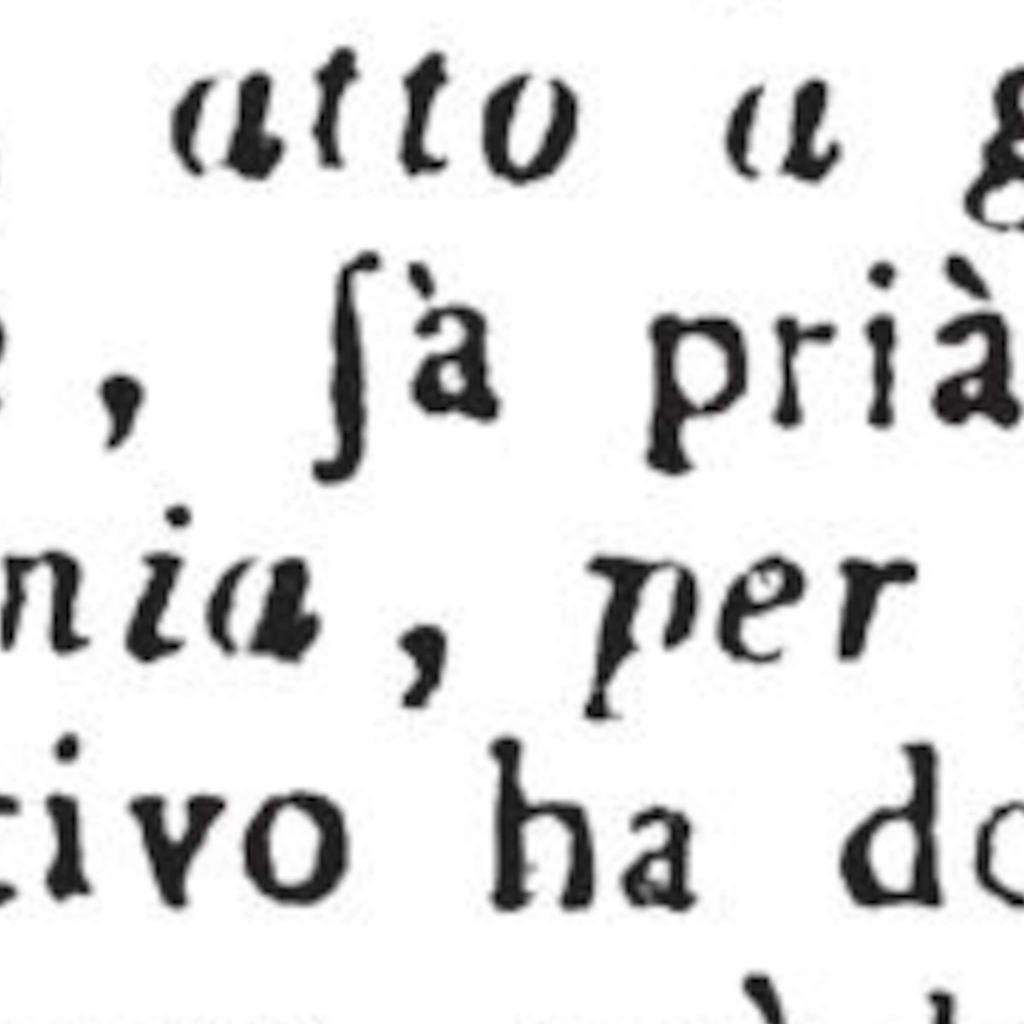 atto a g
, ſà prià
nia, per
tivo ha do